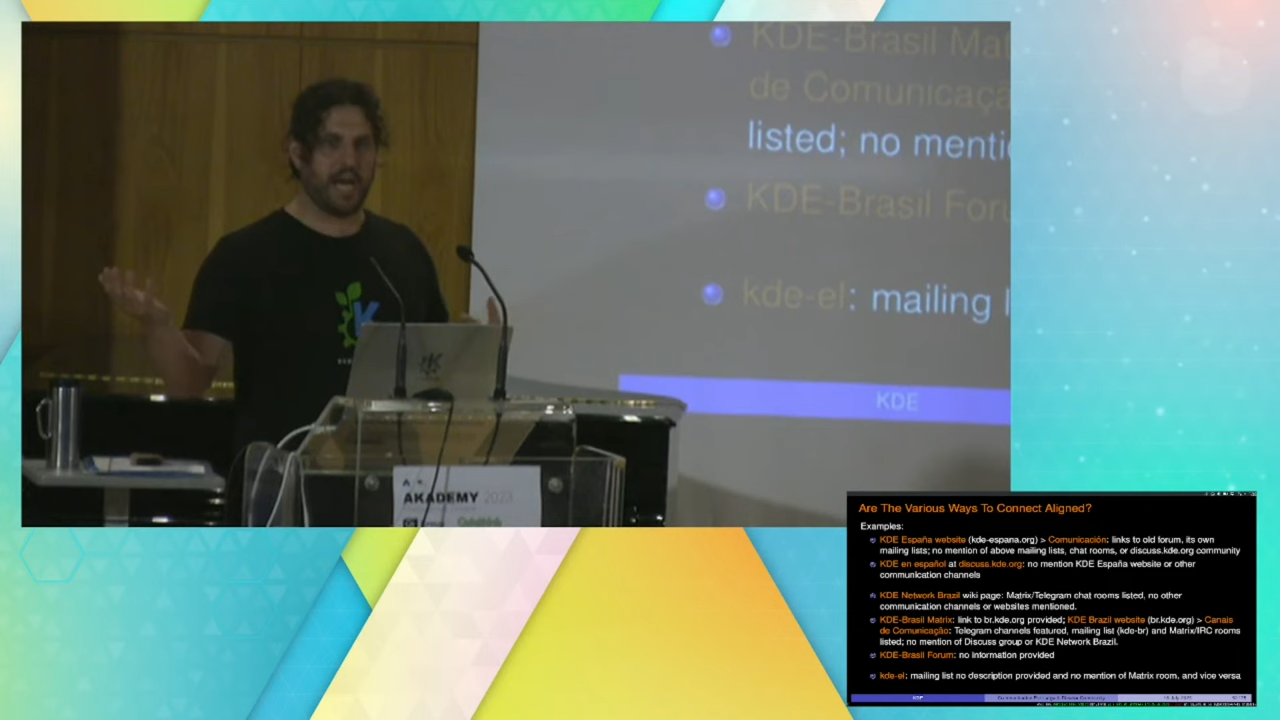 KDE-Brasil Mat
de Comunicaçã
listed; no menti
KDE-Brasil Foru
kde-el: mailing l
KDE
K
AKADEMY 2023
Are The Various Ways To Connect Aligned?
Examples:
KDE España website (kde-espana.org) > Comunicación: links to old forum, its own
mailing lists; no mention of above mailing lists, chat rooms, or discuss.kde.org community
KDE en español at discuss.kde.org: no mention KDE España website or other
communication channels
KDE Network Brazil wiki page: Matrix/Telegram chat rooms listed, no other
communication channels or websites mentioned.
KDE-Brasil Matrix: link to br.kde.org provided; KDE Brazil website (br.kde.org) > Canais
de Comunicação: Telegram channels featured, mailing list (kde-br) and Matrix/IRC rooms
listed; no mention of Discuss group or KDE Network Brazil.
KDE-Brasil Forum: no information provided
kde-el: mailing list no description provided and no mention of Matrix room, and vice versa
KDE